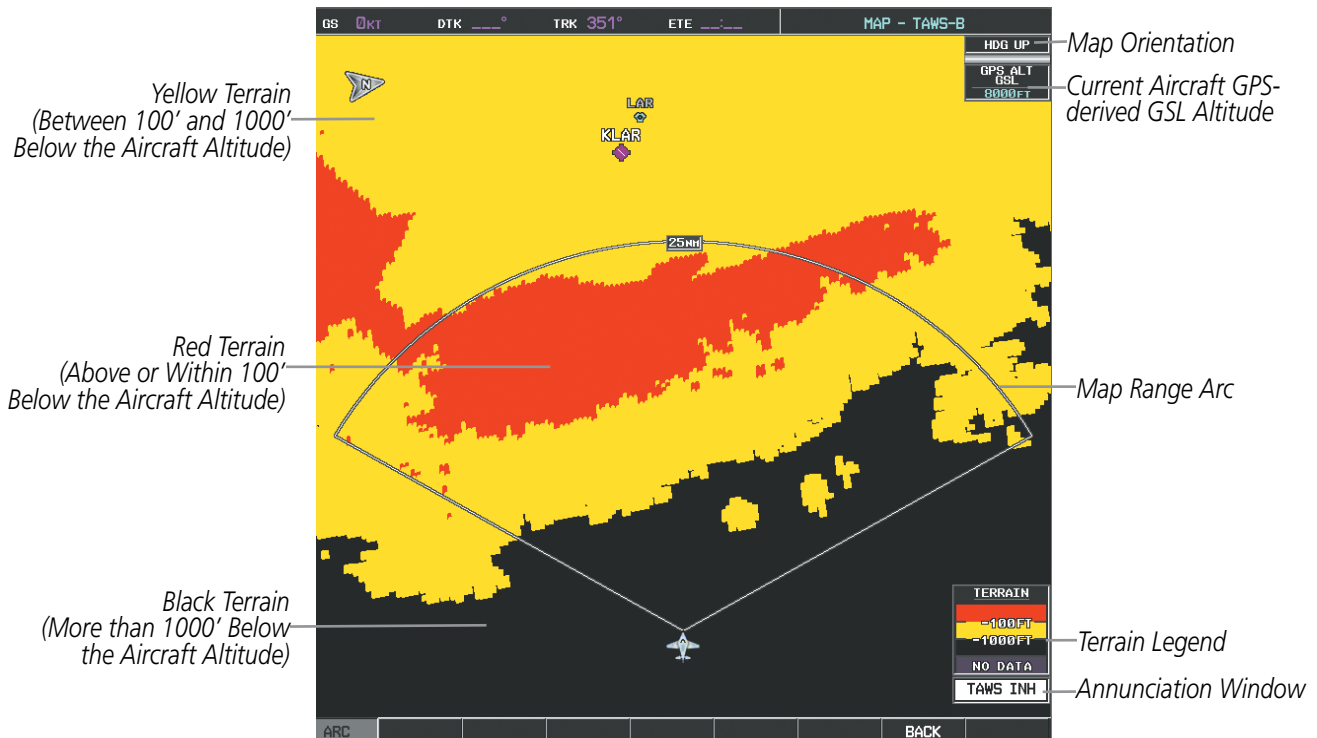 GS 0KT DTK ___° TRK 351° ETE __:__ MAP - TAWS-B
HDG UP
Map Orientation
GPS ALT
GSL
8000FT
Current Aircraft GPS-
derived GSL Altitude
Yellow Terrain
(Between 100’ and 1000’
Below the Aircraft Altitude)
N
LAR
KLAR
25NM
Red Terrain
(Above or Within 100’
Below the Aircraft Altitude)
Map Range Arc
Black Terrain
(More than 1000’ Below
the Aircraft Altitude)
TERRAIN
-100FT
-1000FT
NO DATA
Terrain Legend
TAWS INH
Annunciation Window
ARC BACK